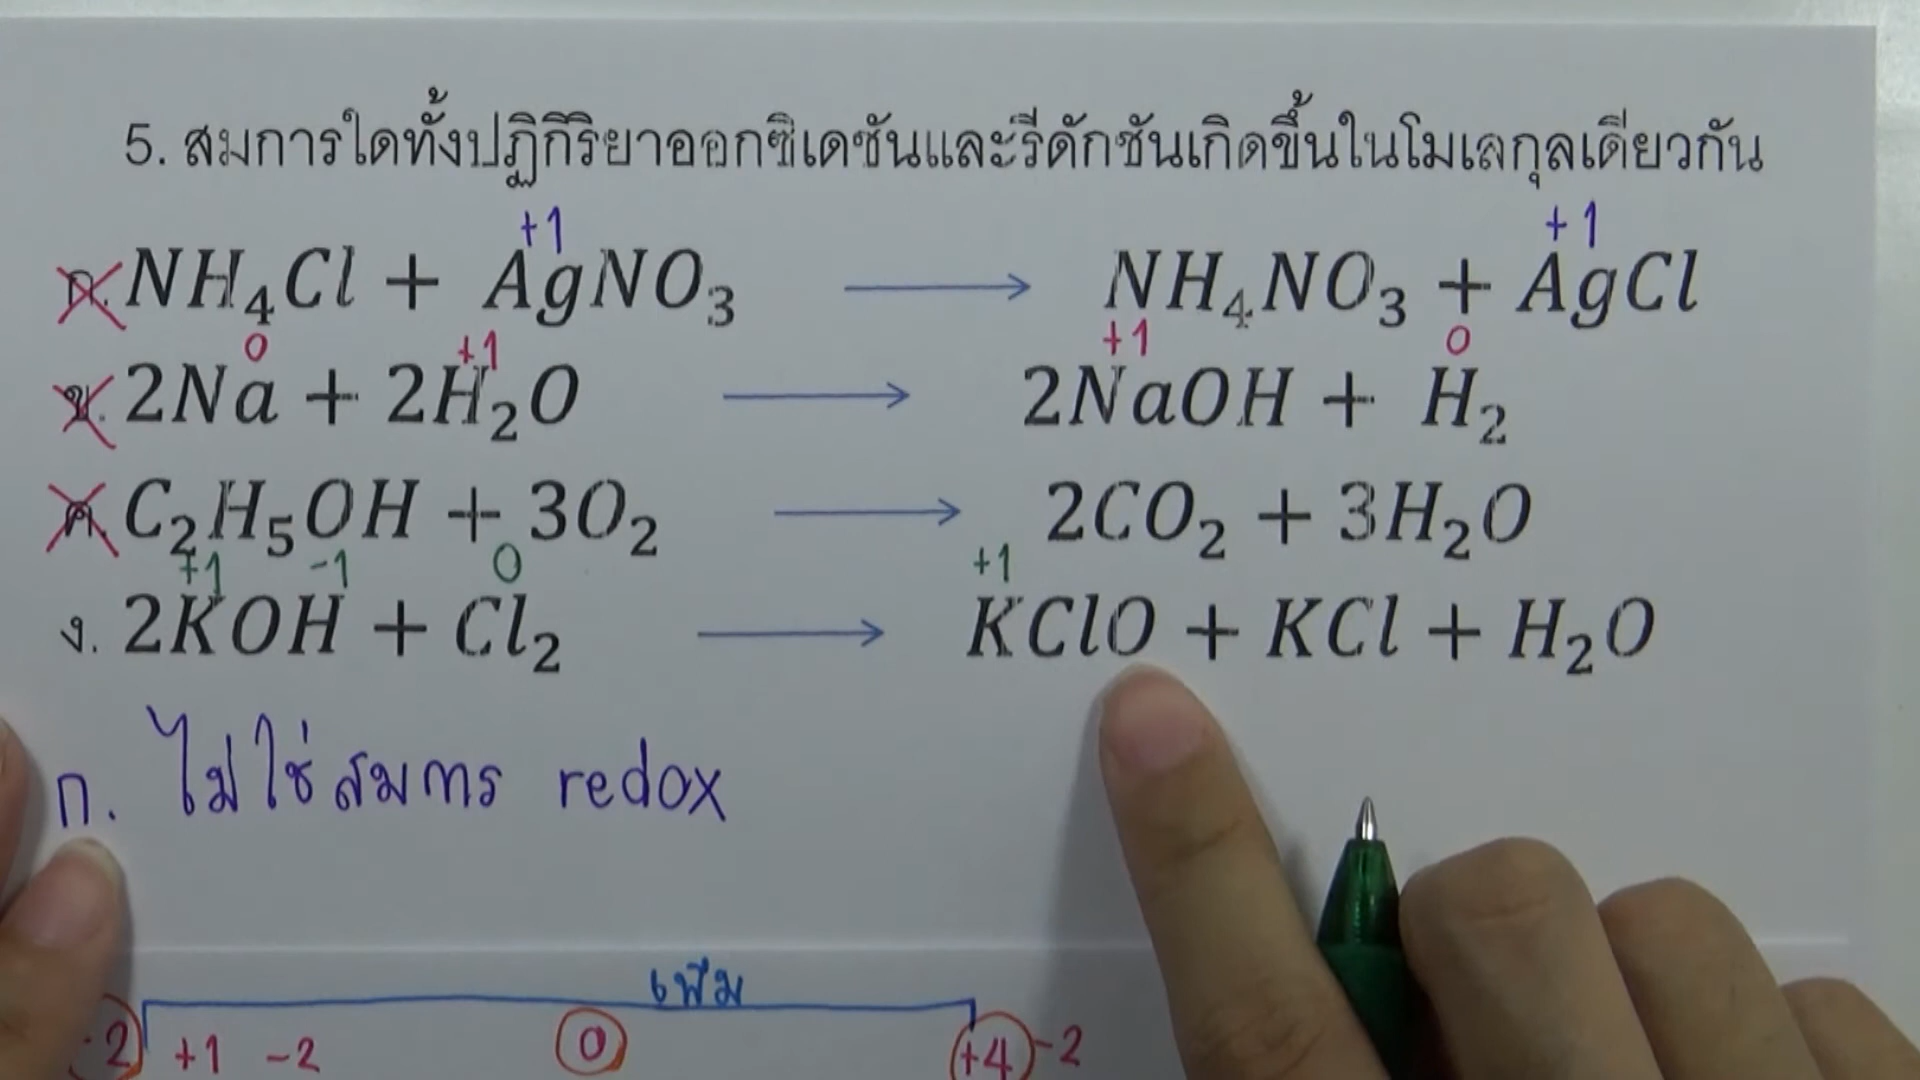 5. สมการใดทั้งปฏิกิริยาออกซิเดชันและรีดักชันเกิดขึ้นในโมเลกุลเดียวกัน
+1 +1
ก. NH₄Cl + AgNO₃ → NH₄NO₃ + AgCl
0 +1 +1 0
ข. 2Na + 2H₂O → 2NaOH + H₂
ค. C₂H₅OH + 3O₂ → 2CO₂ + 3H₂O
+1 -1 0 +1
ง. 2KOH + Cl₂ → KClO + KCl + H₂O
ก. ไม่ใช่สมการ redox
เพิ่ม
-2 +1 -2 0 +4 -2